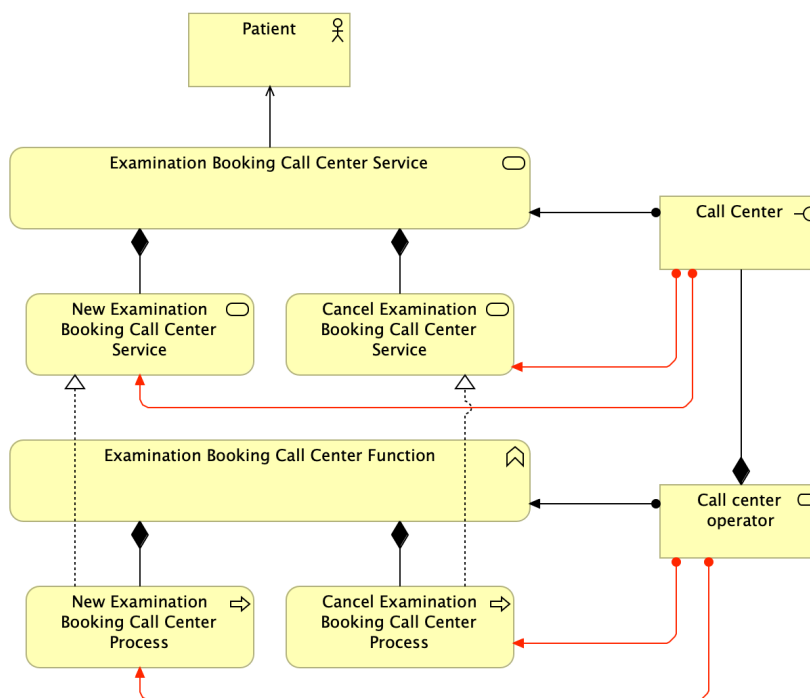 Patient
Examination Booking Call Center Service
Call Center
New Examination
Booking Call Center
Service
Cancel Examination
Booking Call Center
Service
Examination Booking Call Center Function
Call center
operator
New Examination
Booking Call Center
Process
Cancel Examination
Booking Call Center
Process